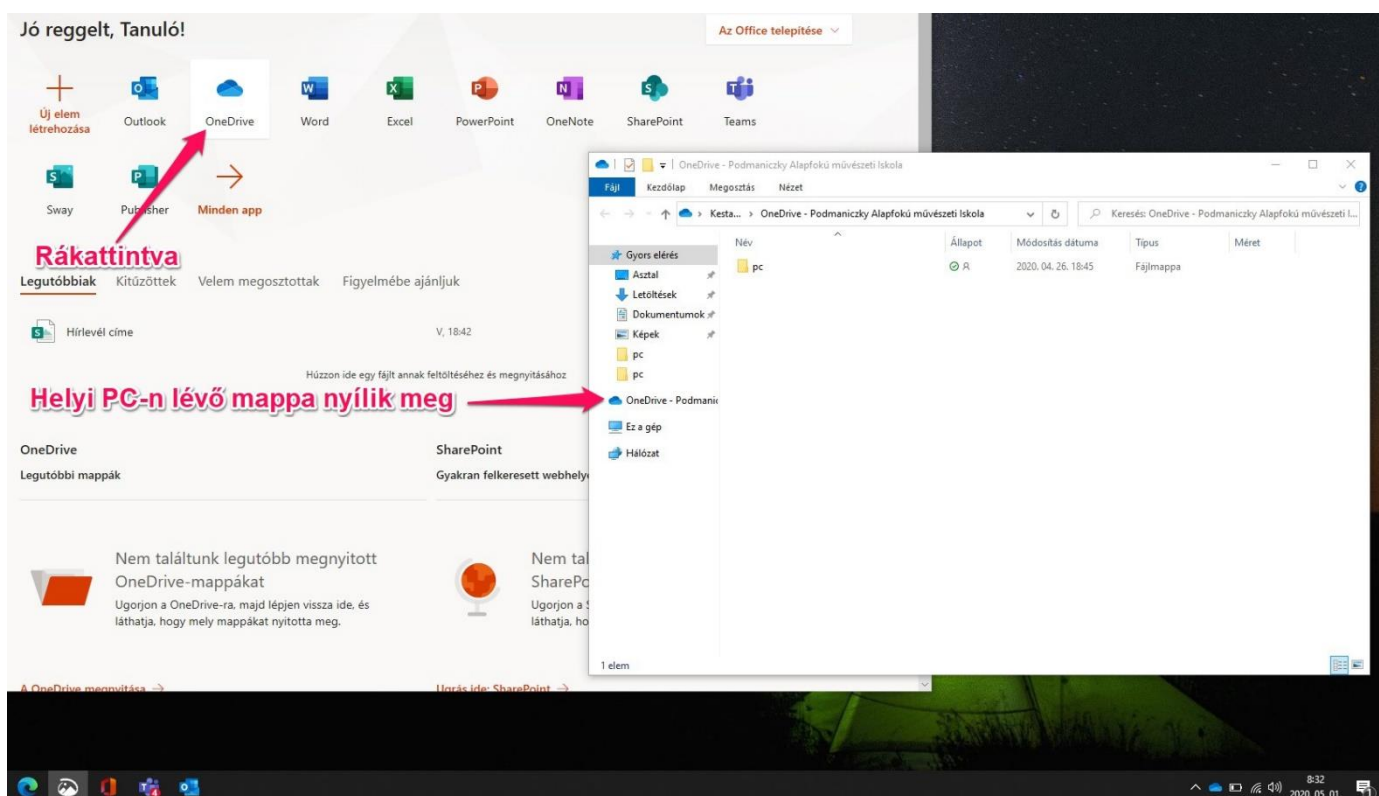 Jó reggelt, Tanuló!
Az Office telepítése
Új elem
létrehozása
Outlook
OneDrive
Word
Excel
PowerPoint
OneNote
SharePoint
Teams
Sway
Publisher
Minden app
Rákattintva
Legutóbbiak
Kitűzöttek
Velem megosztottak
Figyelmébe ajánljuk
Hírlevél címe
V, 18:42
Húzzon ide egy fájlt annak feltöltéséhez és megnyitásához
Helyi PC-n lévő mappa nyílik meg
OneDrive
Legutóbbi mappák
SharePoint
Gyakran felkeresett webhely
Nem találtunk legutóbb megnyitott
OneDrive-mappákat
Ugorjon a OneDrive-ra, majd lépjen vissza ide, és
láthatja, hogy mely mappákat nyitotta meg.
Nem tal
SharePo
Ugorjon a S
láthatja, ho
A OneDrive megnyitása
Ugrás ide: SharePoint
OneDrive - Podmaniczky Alapfokú művészeti Iskola
Fájl
Kezdőlap
Megosztás
Nézet
Kesta... › OneDrive - Podmaniczky Alapfokú művészeti Iskola
Keresés: OneDrive - Podmaniczky Alapfokú művészeti I...
Név
Állapot
Módosítás dátuma
Típus
Méret
pc
2020. 04. 26. 18:45
Fájlmappa
Gyors elérés
Asztal
Letöltések
Dokumentumok
Képek
pc
pc
OneDrive - Podmanic
Ez a gép
Hálózat
1 elem
8:32
2020. 05. 01.